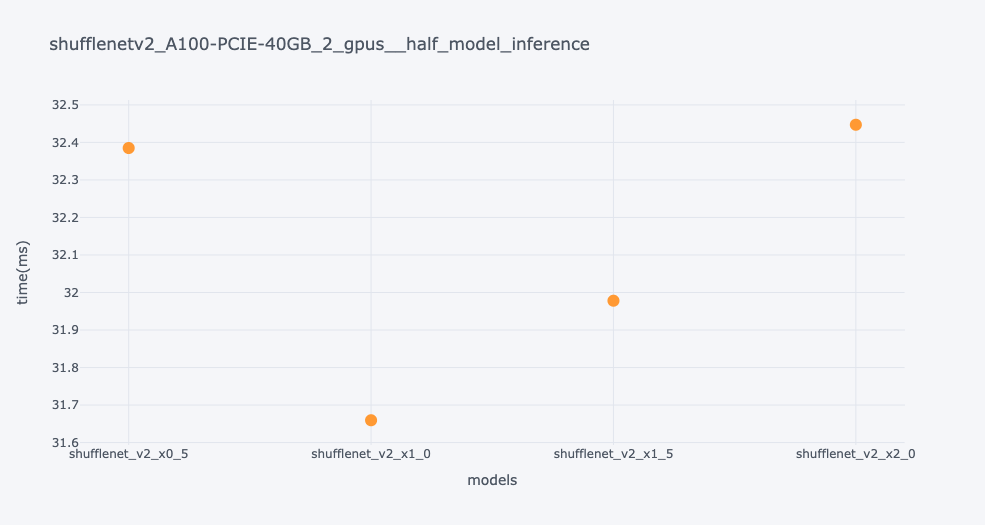 shufflenetv2_A100-PCIE-40GB_2_gpus__half_model_inference
32.5
32.4
32.3
32.2
32.1
32
31.9
31.8
31.7
31.6
time(ms)
shufflenet_v2_x0_5
shufflenet_v2_x1_0
shufflenet_v2_x1_5
shufflenet_v2_x2_0
models